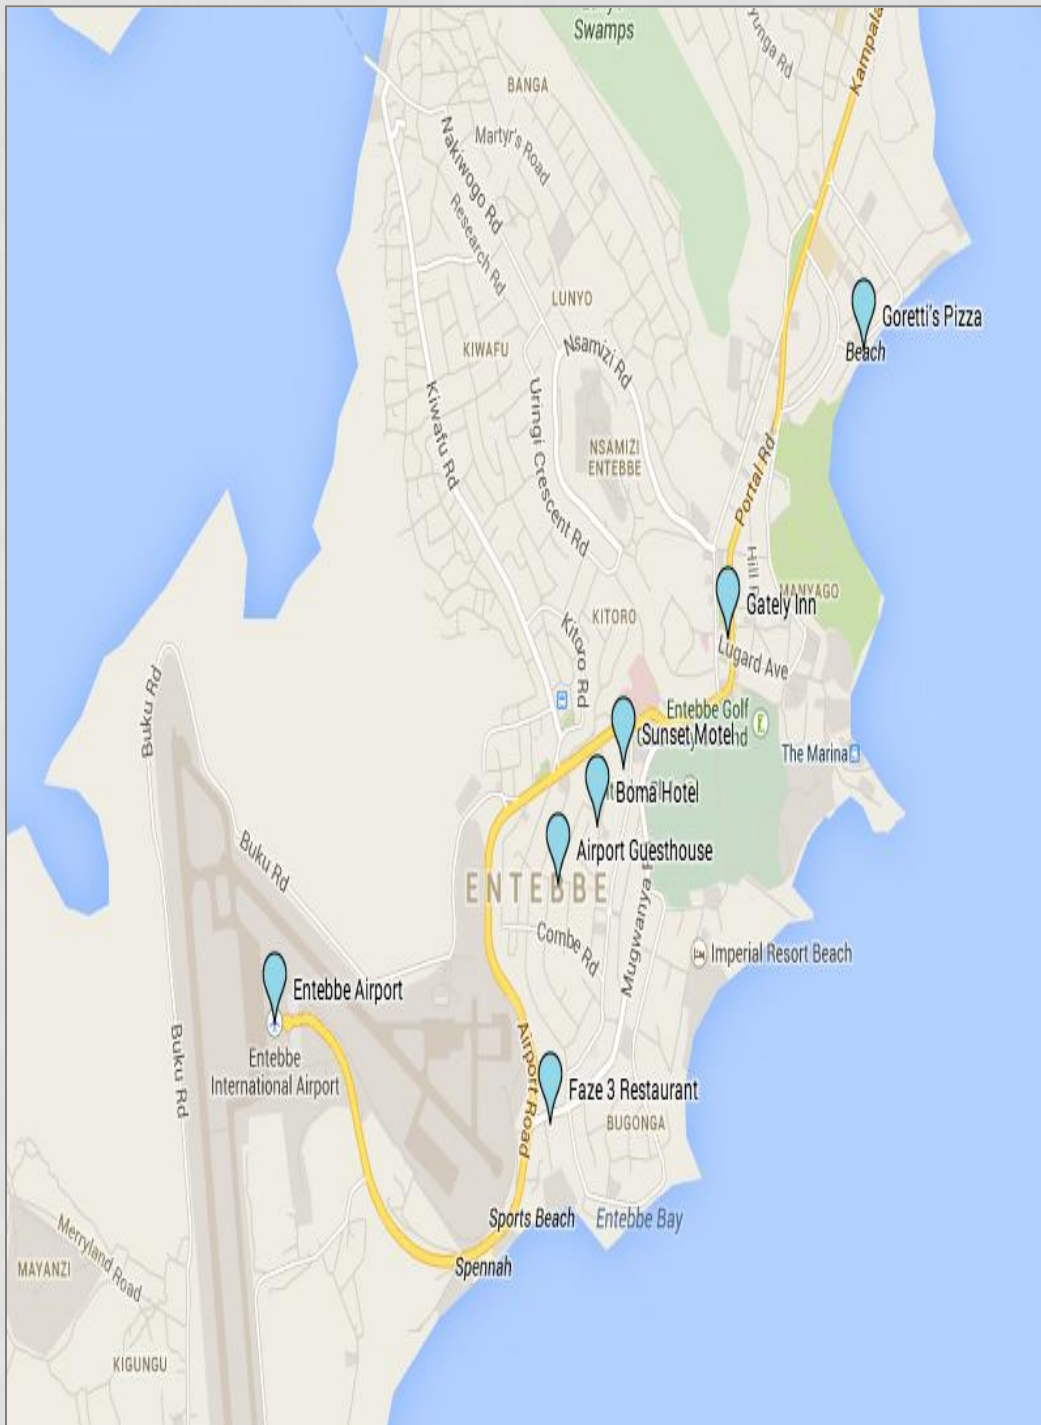 Swamps
Kampala
BANGA
Martyr's Road
Nakiwogo Rd
Research Rd
LUNYO
Goretti's Pizza
Beach
KIWAFU
Nsamizi Rd
Kiwafu Rd
Uringi Crescent Rd
NSAMIZI
ENTEBBE
Portal Rd
MANYAGO
Gately Inn
KITORO
Kitoro Rd
Lugard Ave
Buku Rd
Entebbe Golf
Sunset Motel
The Marina
Boma Hotel
Buku Rd
Airport Guesthouse
ENTEBBE
Combe Rd
Mugwanya
Imperial Resort Beach
Entebbe Airport
Buku Rd
Entebbe
International Airport
Airport Road
Faze 3 Restaurant
BUGONGA
Sports Beach
Entebbe Bay
Merryland Road
MAYANZI
Spennah
KIGUNGU